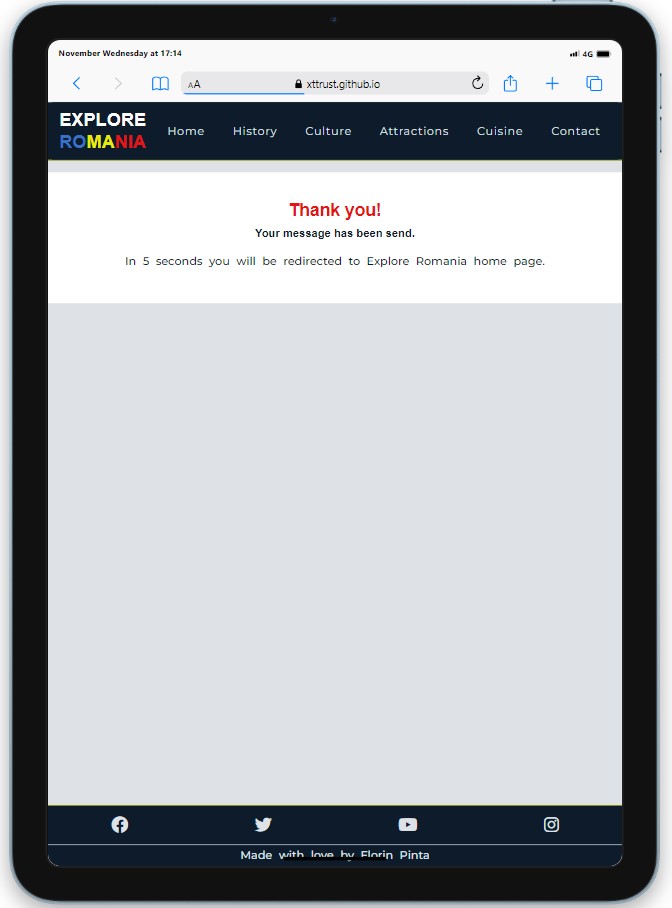 November Wednesday at 17:14
4G
AA
xttrust.github.io
EXPLORE
ROMANIA
Home History Culture Attractions Cuisine Contact
Thank you!
Your message has been send.
In 5 seconds you will be redirected to Explore Romania home page.
Made with love by Florin Pinta